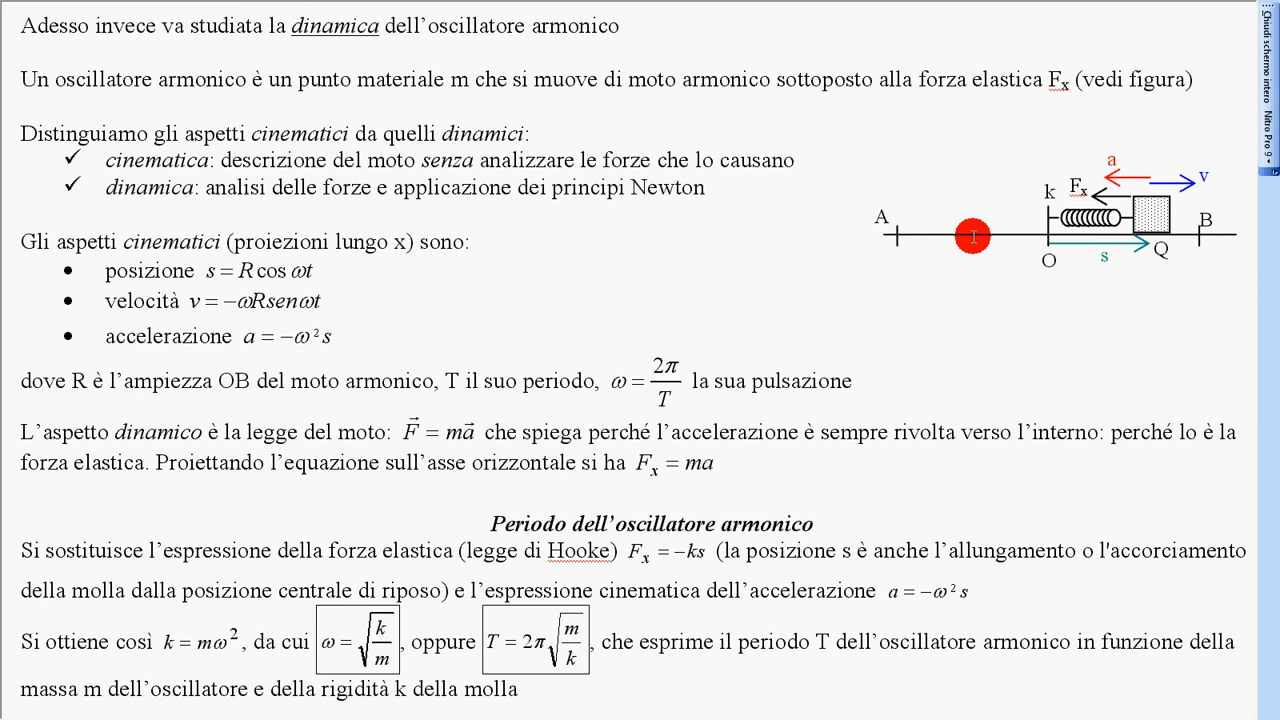 Adesso invece va studiata la dinamica dell'oscillatore armonico
Un oscillatore armonico è un punto materiale m che si muove di moto armonico sottoposto alla forza elastica Fₓ (vedi figura)
Distinguiamo gli aspetti cinematici da quelli dinamici:
✓ cinematica: descrizione del moto senza analizzare le forze che lo causano
✓ dinamica: analisi delle forze e applicazione dei principi Newton
a
v
k Fₓ
A
B
O
s
Q
Gli aspetti cinematici (proiezioni lungo x) sono:
• posizione s = R cos ωt
• velocità v = −ωRsenωt
• accelerazione a = −ω² s
dove R è l'ampiezza OB del moto armonico, T il suo periodo, ω = 2π/T la sua pulsazione
L'aspetto dinamico è la legge del moto: F⃗ = ma⃗ che spiega perché l'accelerazione è sempre rivolta verso l'interno: perché lo è la
forza elastica. Proiettando l'equazione sull'asse orizzontale si ha Fₓ = ma
Periodo dell'oscillatore armonico
Si sostituisce l'espressione della forza elastica (legge di Hooke) Fₓ = −ks (la posizione s è anche l'allungamento o l'accorciamento
della molla dalla posizione centrale di riposo) e l'espressione cinematica dell'accelerazione a = −ω² s
Si ottiene così k = mω², da cui ω = √(k/m), oppure T = 2π√(m/k), che esprime il periodo T dell'oscillatore armonico in funzione della
massa m dell'oscillatore e della rigidità k della molla
Chiudi schermo intero Nitro Pro 9